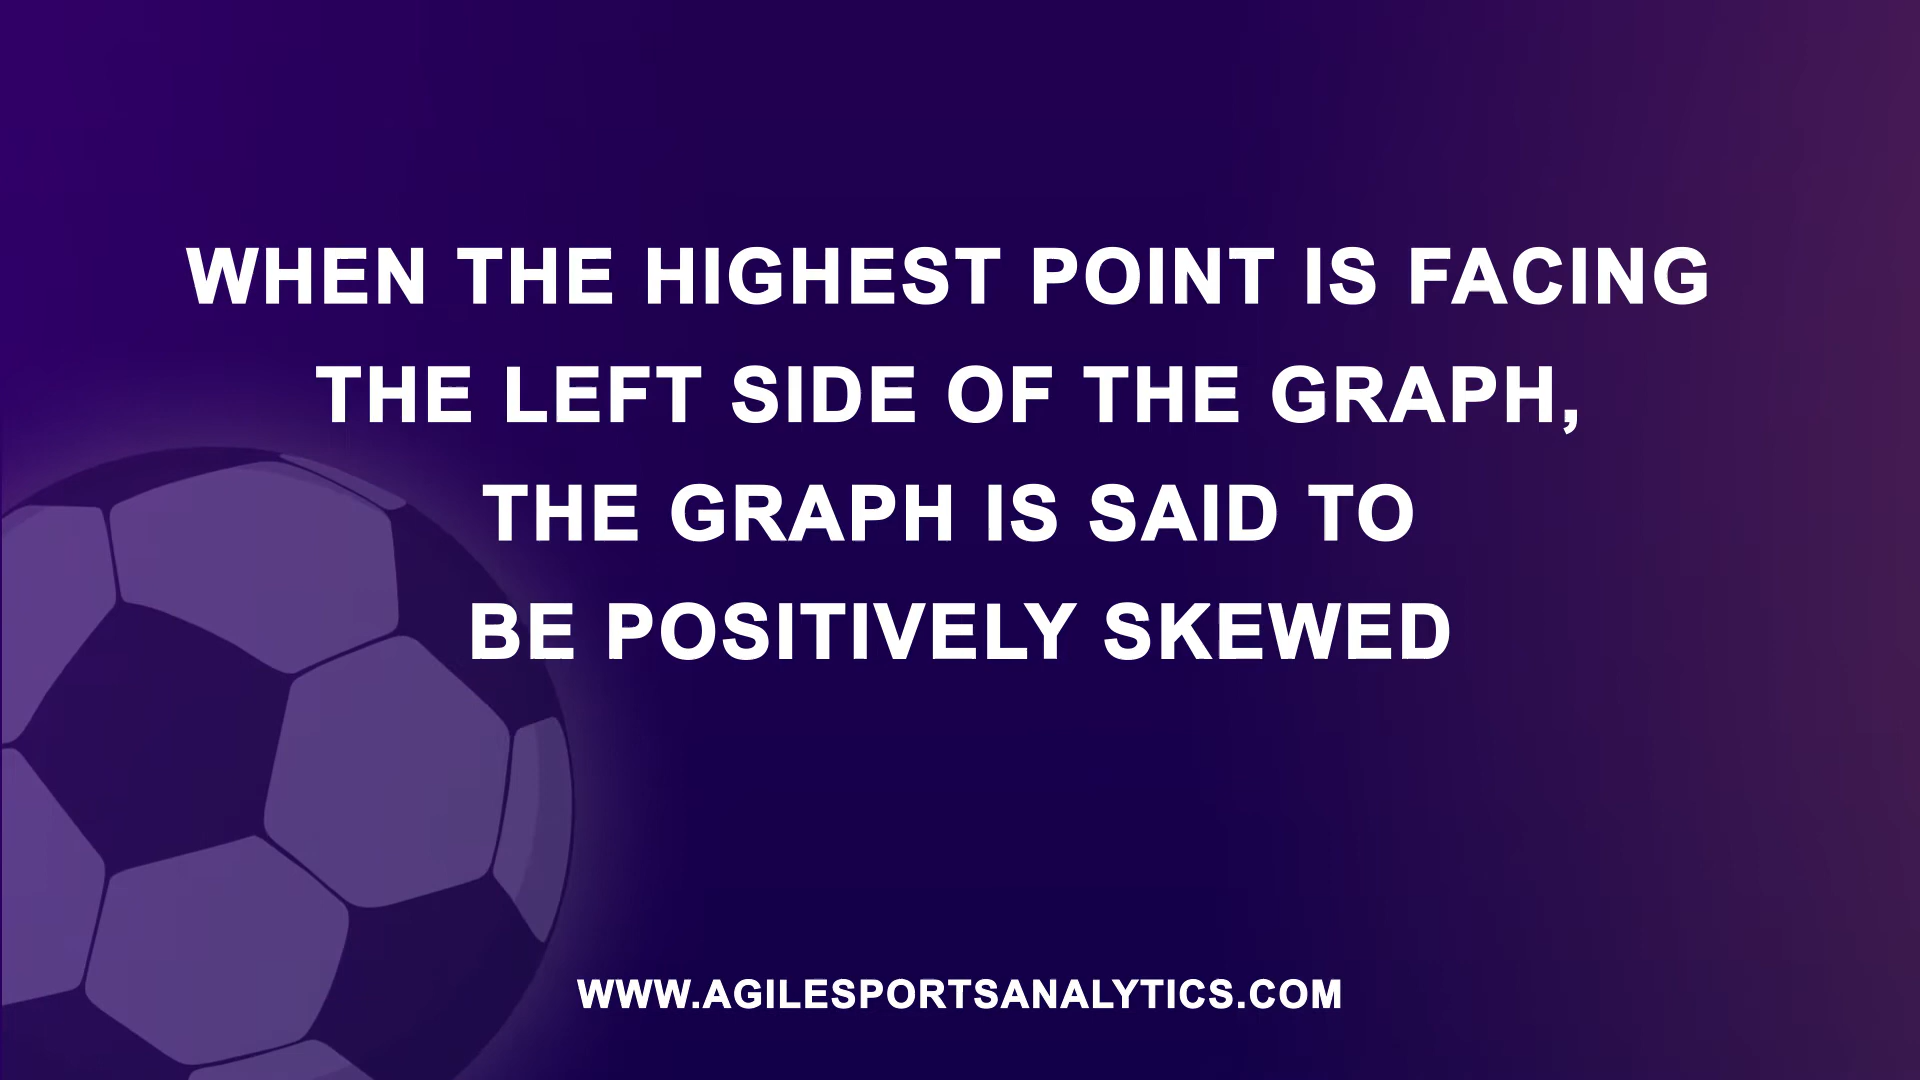 WHEN THE HIGHEST POINT IS FACING
THE LEFT SIDE OF THE GRAPH,
THE GRAPH IS SAID TO
BE POSITIVELY SKEWED
WWW.AGILESPORTSANALYTICS.COM